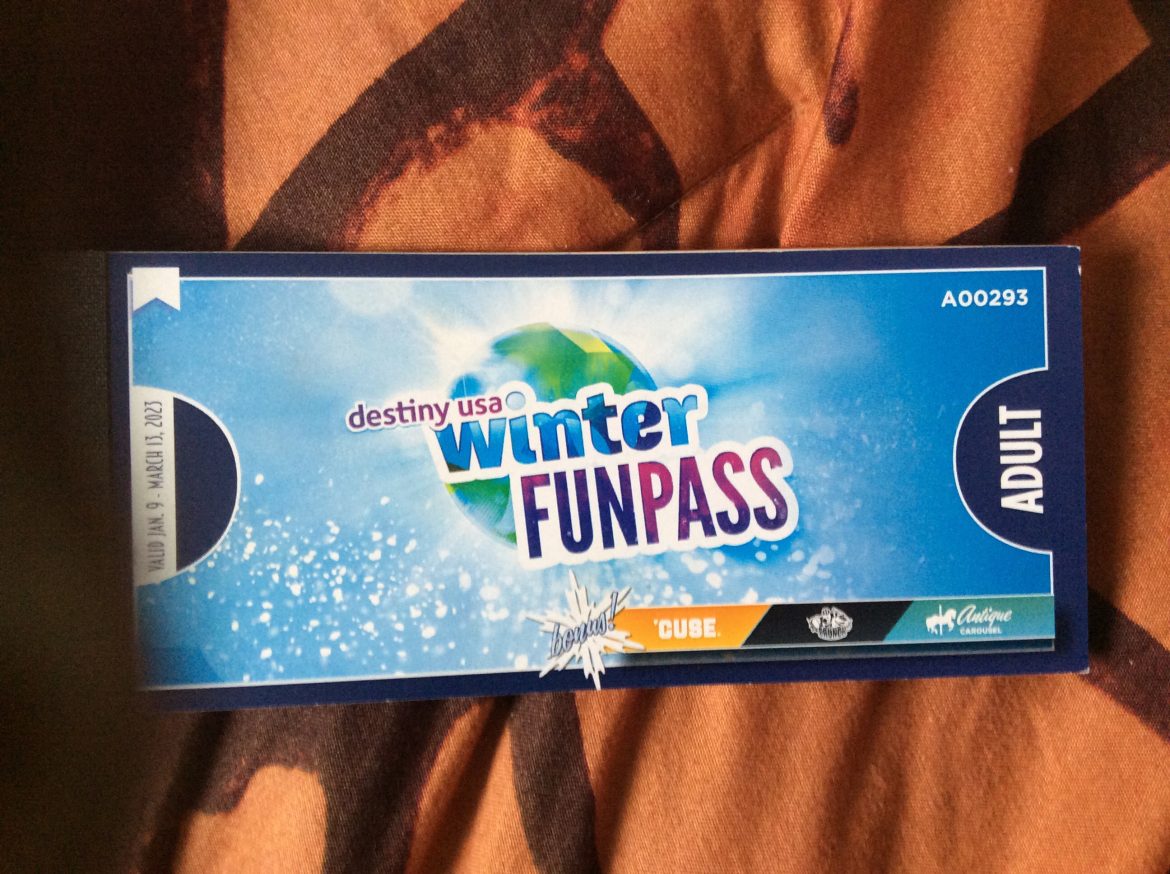 A00293
destiny usa
winter
FUNPASS
ADULT
VALID JAN. 9 - MARCH 13, 2023
bonus!
'CUSE
Antique
CAROUSEL